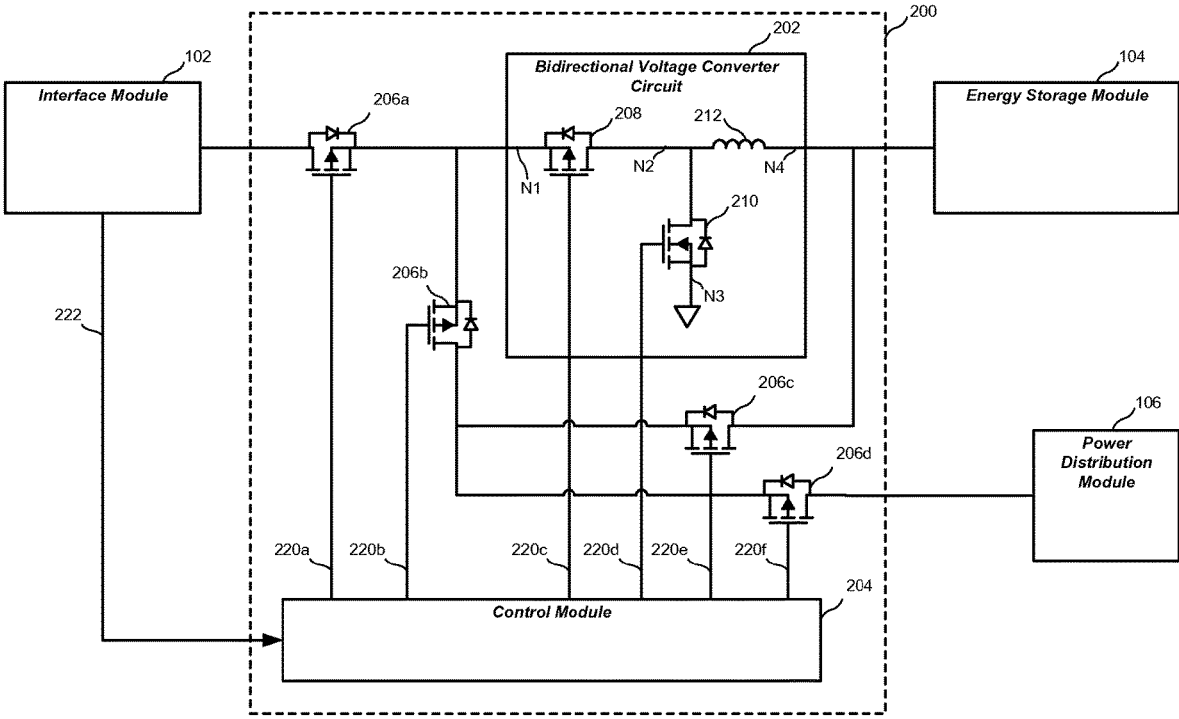 200
202
102
104
Bidirectional Voltage Converter
Circuit
Interface Module
Energy Storage Module
206a
208
212
N1
N2
N4
210
206b
N3
222
206c
106
Power
Distribution
Module
206d
220a
220b
220c
220d
220e
220f
204
Control Module